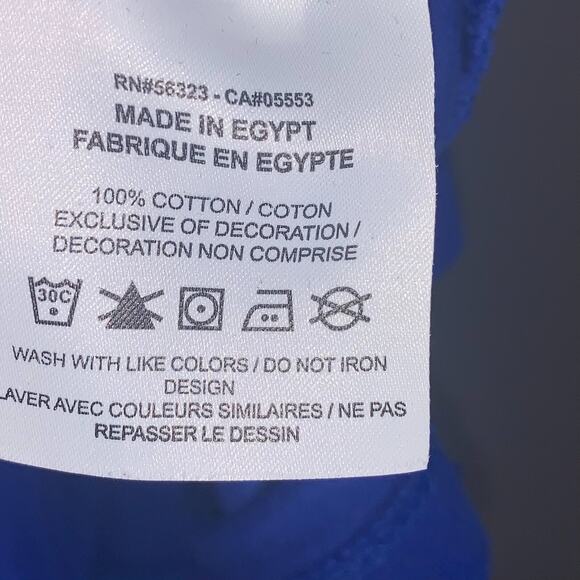 RN#56323 - CA#05553
MADE IN EGYPT
FABRIQUE EN EGYPTE
100% COTTON / COTON
EXCLUSIVE OF DECORATION /
DECORATION NON COMPRISE
30C
WASH WITH LIKE COLORS / DO NOT IRON
DESIGN
LAVER AVEC COULEURS SIMILAIRES / NE PAS
REPASSER LE DESSIN